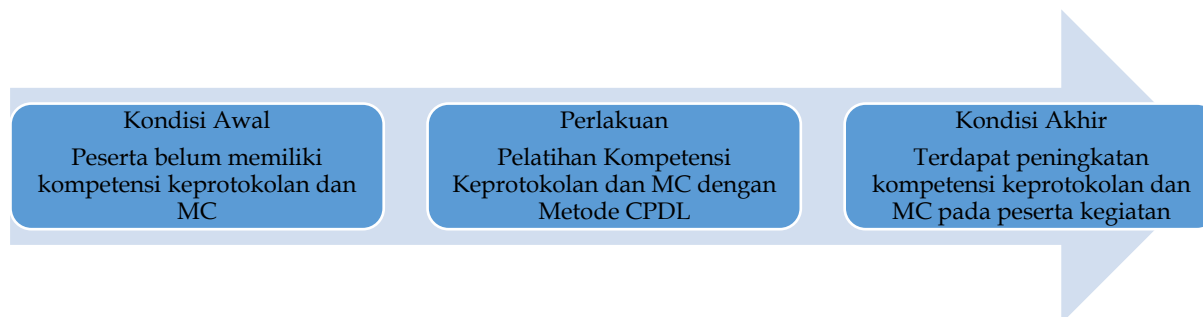 Kondisi Awal
Peserta belum memiliki
kompetensi keprotokolan dan
MC
Perlakuan
Pelatihan Kompetensi
Keprotokolan dan MC dengan
Metode CPDL
Kondisi Akhir
Terdapat peningkatan
kompetensi keprotokolan dan
MC pada peserta kegiatan